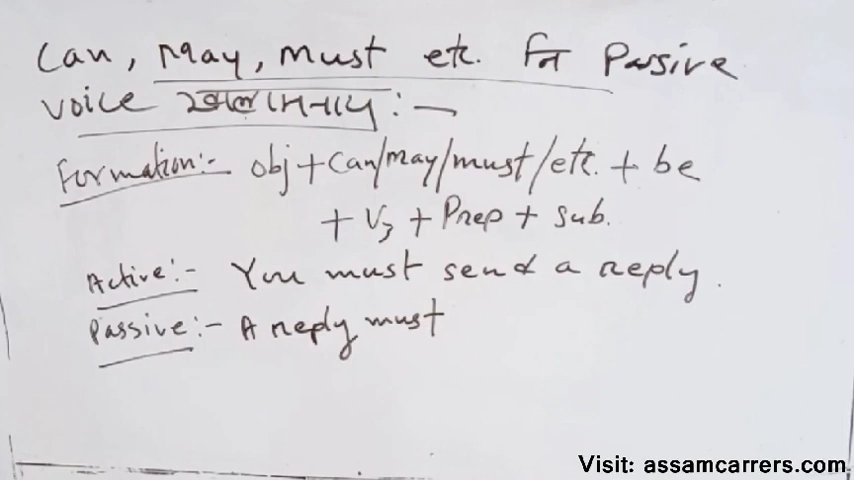 Can, May, Must etc. ক Passive
voice
Formation:- obj + Can/may/must/etc. + be
+ V3 + Prep + sub.
Active:- You must send a reply.
Passive:- A reply must
Visit: assamcarrers.com